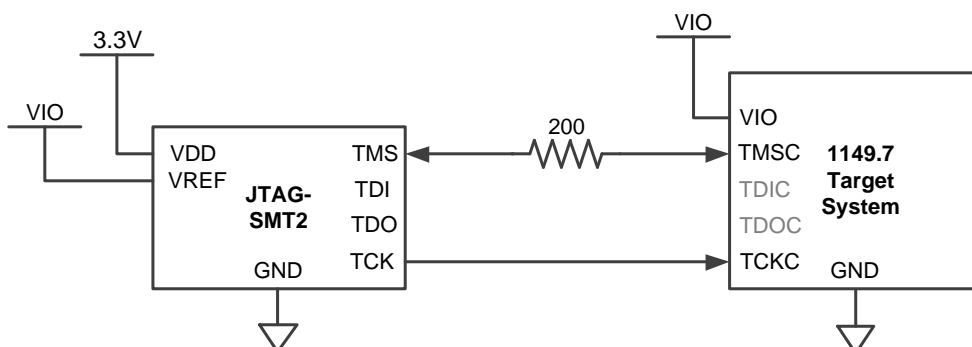 3.3V
VIO
VDD
VREF
JTAG-
SMT2
GND
TMS
TDI
TDO
TCK
200
VIO
VIO
TMSC
TDIC
TDOC
TCKC
1149.7
Target
System
GND